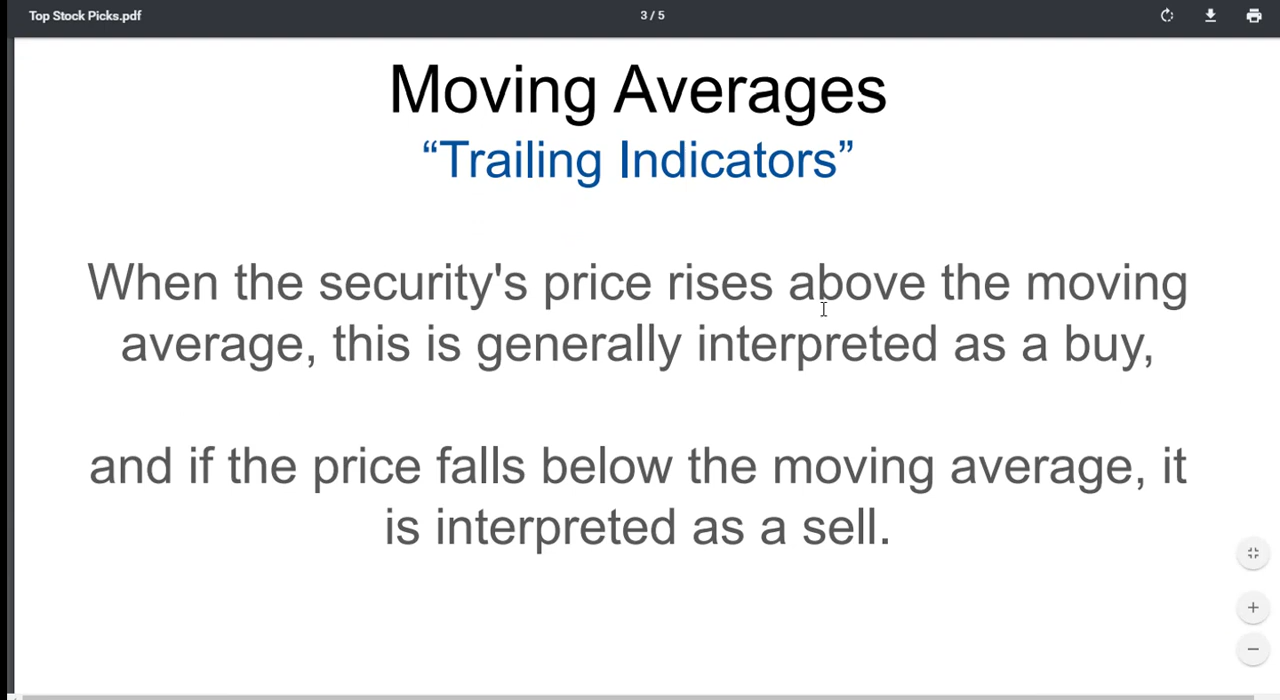 Top Stock Picks.pdf
3 / 5
Moving Averages
“Trailing Indicators”
When the security's price rises above the moving
average, this is generally interpreted as a buy,
and if the price falls below the moving average, it
is interpreted as a sell.